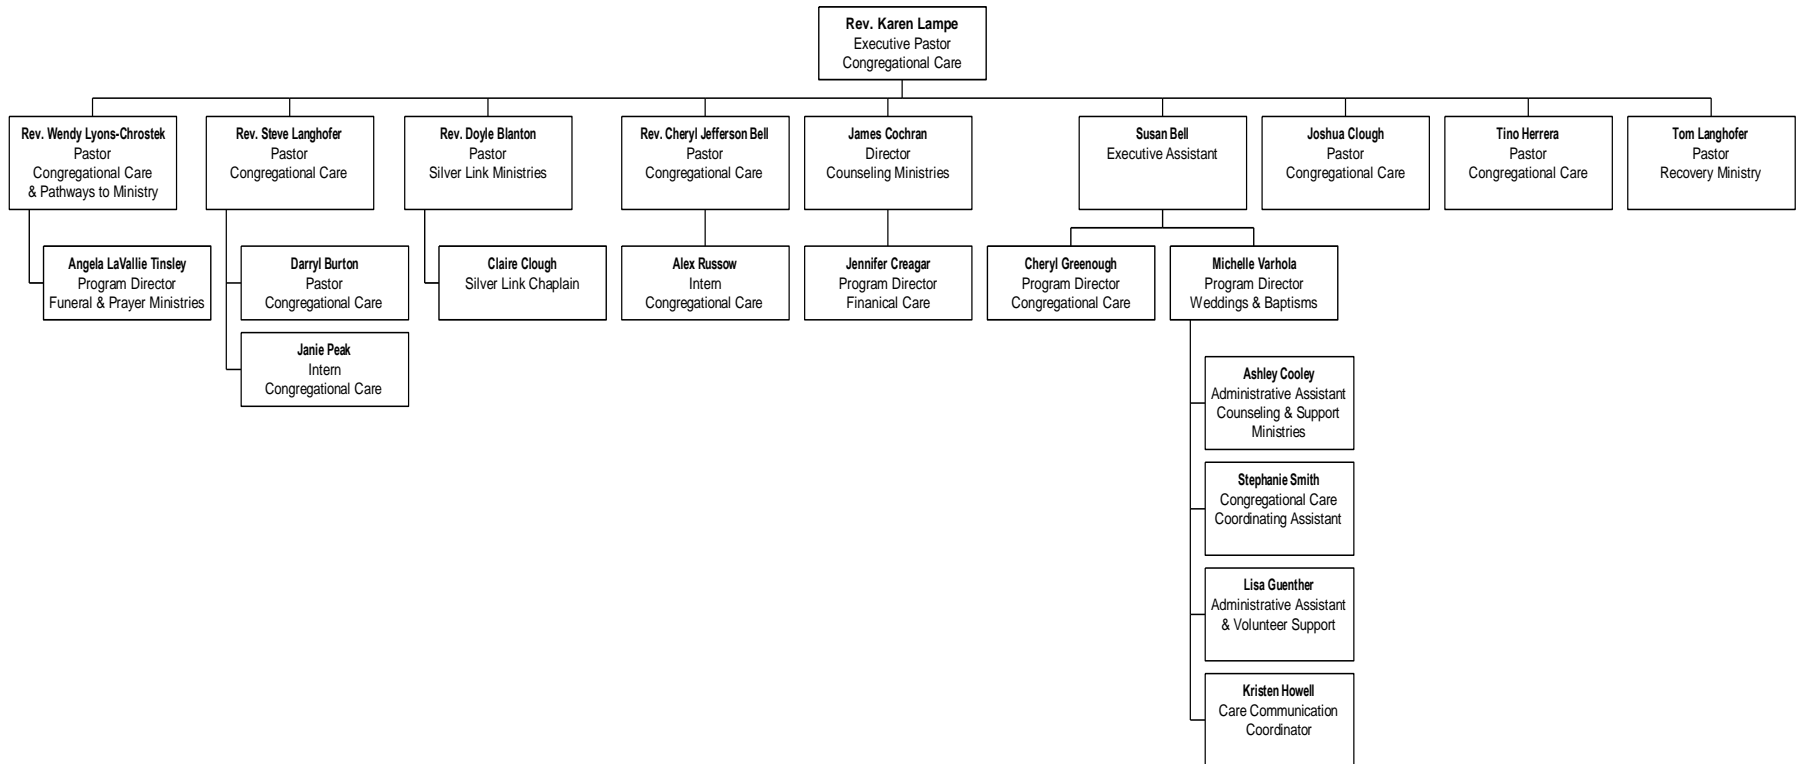 Rev. Karen Lampe
Executive Pastor
Congregational Care
Rev. Wendy Lyons-Chrostek
Pastor
Congregational Care
& Pathways to Ministry
Rev. Steve Langhofer
Pastor
Congregational Care
Rev. Doyle Blanton
Pastor
Silver Link Ministries
Rev. Cheryl Jefferson Bell
Pastor
Congregational Care
James Cochran
Director
Counseling Ministries
Susan Bell
Executive Assistant
Joshua Clough
Pastor
Congregational Care
Tino Herrera
Pastor
Congregational Care
Tom Langhofer
Pastor
Recovery Ministry
Angela LaVallie Tinsley
Program Director
Funeral & Prayer Ministries
Darryl Burton
Pastor
Congregational Care
Claire Clough
Silver Link Chaplain
Alex Russow
Intern
Congregational Care
Jennifer Creagar
Program Director
Finanical Care
Cheryl Greenough
Program Director
Congregational Care
Michelle Varhola
Program Director
Weddings & Baptisms
Janie Peak
Intern
Congregational Care
Ashley Cooley
Administrative Assistant
Counseling & Support
Ministries
Stephanie Smith
Congregational Care
Coordinating Assistant
Lisa Guenther
Administrative Assistant
& Volunteer Support
Kristen Howell
Care Communication
Coordinator